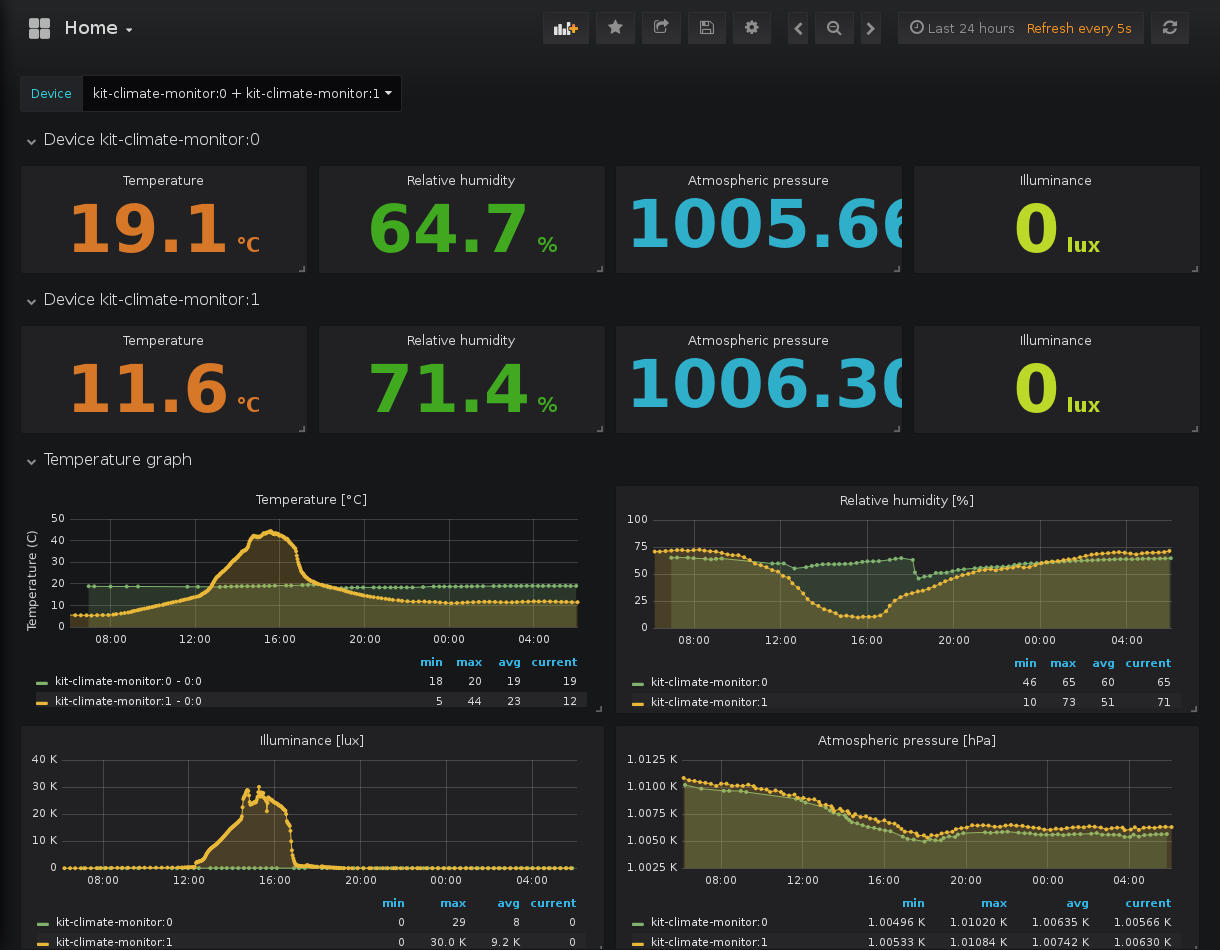 Home
Last 24 hours Refresh every 5s
Device kit-climate-monitor:0 + kit-climate-monitor:1
Device kit-climate-monitor:0
Temperature Relative humidity Atmospheric pressure Illuminance
19.1 °C 64.7 % 1005.66 0 lux
Device kit-climate-monitor:1
Temperature Relative humidity Atmospheric pressure Illuminance
11.6 °C 71.4 % 1006.30 0 lux
Temperature graph
Temperature [°C]
Temperature (C)
50
40
30
20
10
0
08:00 12:00 16:00 20:00 00:00 04:00
min max avg current
kit-climate-monitor:0 - 0:0 18 20 19 19
kit-climate-monitor:1 - 0:0 5 44 23 12
Relative humidity [%]
100
75
50
25
0
08:00 12:00 16:00 20:00 00:00 04:00
min max avg current
kit-climate-monitor:0 46 65 60 65
kit-climate-monitor:1 10 73 51 71
Illuminance [lux]
40 K
30 K
20 K
10 K
0
08:00 12:00 16:00 20:00 00:00 04:00
min max avg current
kit-climate-monitor:0 0 29 8 0
kit-climate-monitor:1 0 30.0 K 9.2 K 0
Atmospheric pressure [hPa]
1.0125 K
1.0100 K
1.0075 K
1.0050 K
1.0025 K
08:00 12:00 16:00 20:00 00:00 04:00
min max avg current
kit-climate-monitor:0 1.00496 K 1.01020 K 1.00635 K 1.00566 K
kit-climate-monitor:1 1.00533 K 1.01084 K 1.00742 K 1.00630 K